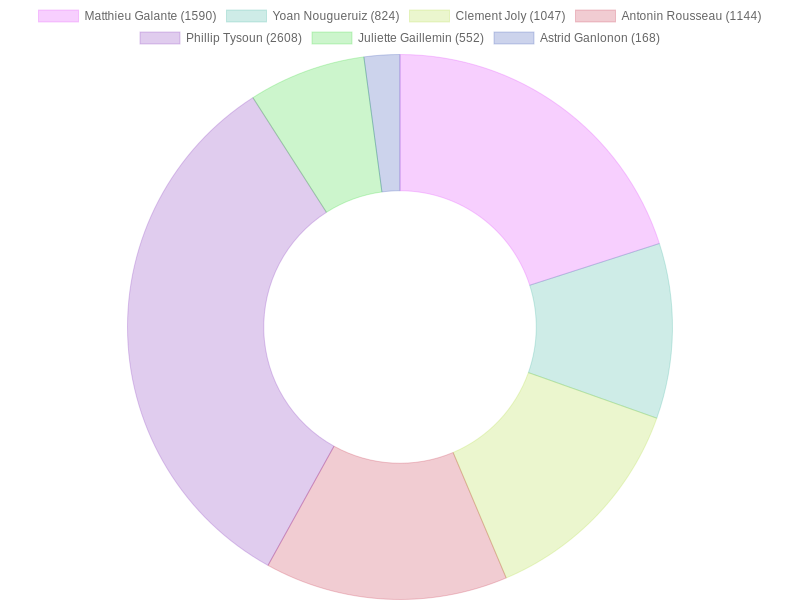 Matthieu Galante (1590) Yoan Nougueruiz (824) Clement Joly (1047) Antonin Rousseau (1144)
Phillip Tysoun (2608) Juliette Gaillemin (552) Astrid Ganlonon (168)